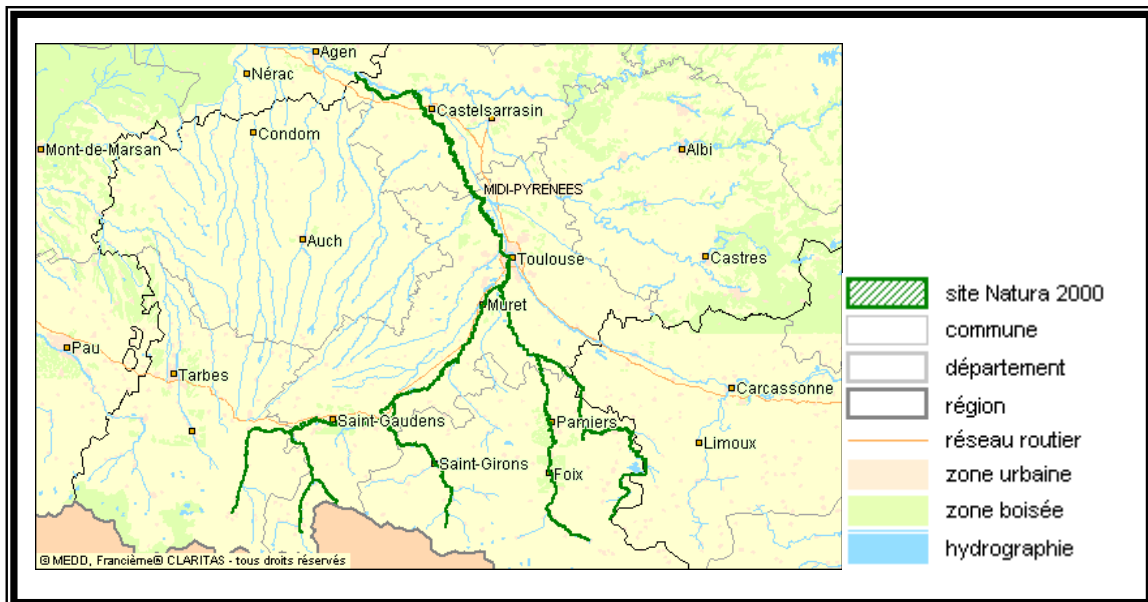 Agen
Nérac
Castelsarrasin
Condom
Mont-de-Marsan
Albi
MIDI-PYRENEES
Auch
Toulouse
Castres
Muret
Pau
Tarbes
Carcassonne
Saint-Gaudens
Pamiers
Limoux
Saint-Girons
Foix
© MEDD, Francième® CLARITAS - tous droits réservés
site Natura 2000
commune
département
région
réseau routier
zone urbaine
zone boisée
hydrographie